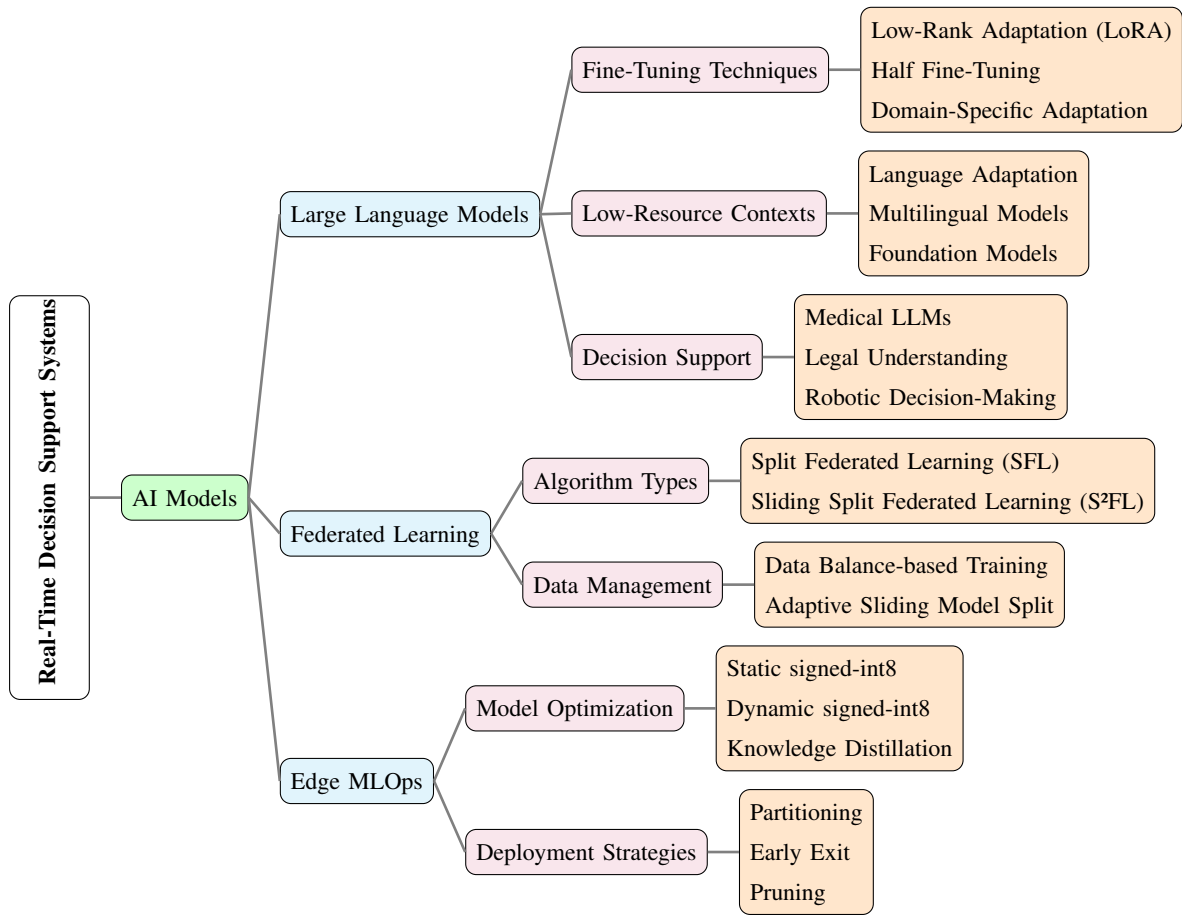 Real-Time Decision Support Systems
AI Models
Large Language Models
Fine-Tuning Techniques
Low-Rank Adaptation (LoRA)
Half Fine-Tuning
Domain-Specific Adaptation
Low-Resource Contexts
Language Adaptation
Multilingual Models
Foundation Models
Decision Support
Medical LLMs
Legal Understanding
Robotic Decision-Making
Federated Learning
Algorithm Types
Split Federated Learning (SFL)
Sliding Split Federated Learning (S²FL)
Data Management
Data Balance-based Training
Adaptive Sliding Model Split
Edge MLOps
Model Optimization
Static signed-int8
Dynamic signed-int8
Knowledge Distillation
Deployment Strategies
Partitioning
Early Exit
Pruning